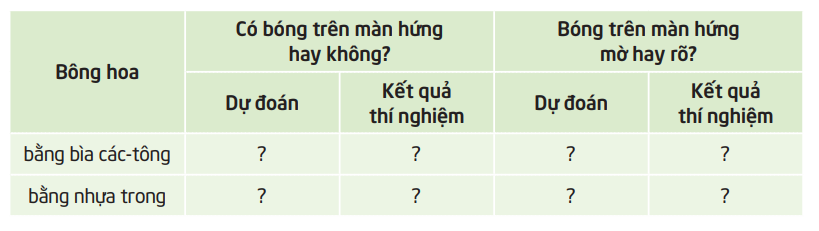 Bông hoa
Có bóng trên màn hứng
hay không?
Bóng trên màn hứng
mờ hay rõ?
Dự đoán
Kết quả
thí nghiệm
Dự đoán
Kết quả
thí nghiệm
bằng bìa các-tông ? ? ? ?
bằng nhựa trong ? ? ? ?